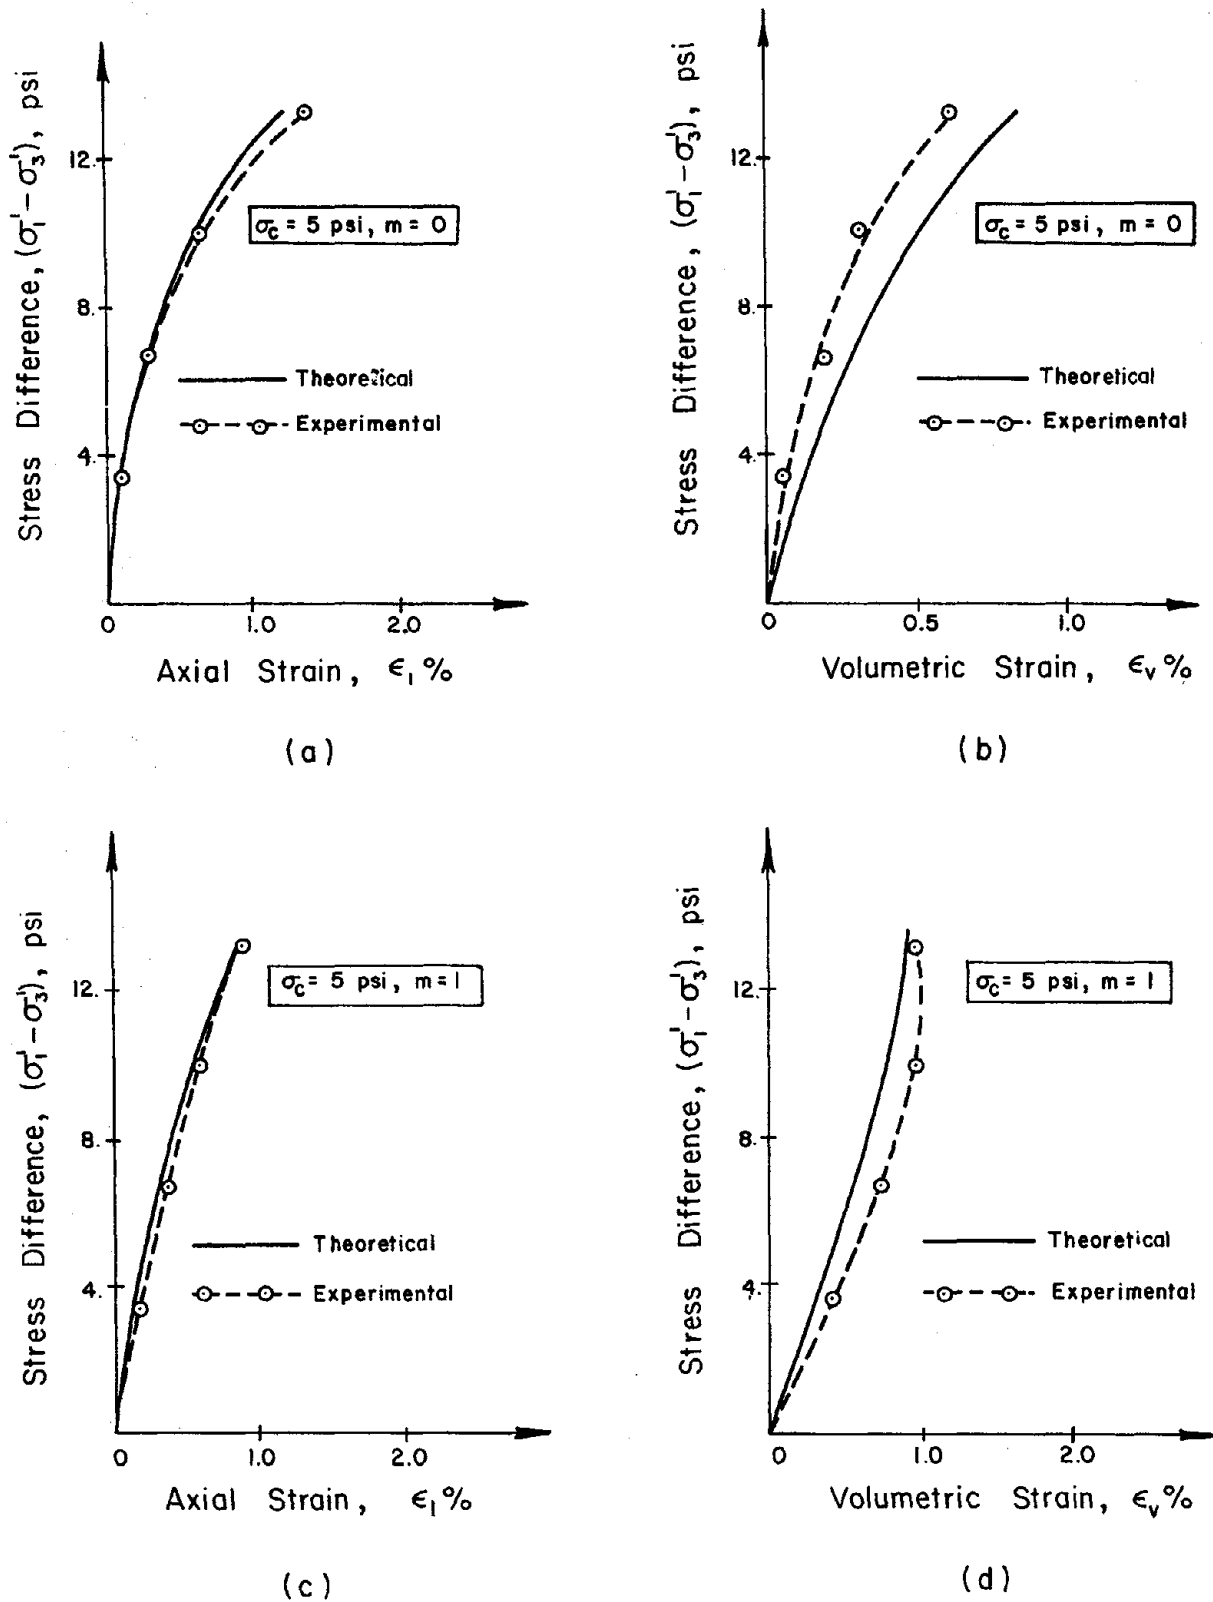 Stress Difference, (σ₁' – σ₃'), psi
12.
8.
4.
0
1.0
2.0
σc = 5 psi, m = 0
Theoretical
Experimental
Axial Strain, ϵ₁%
(a)
Stress Difference, (σ₁' – σ₃'), psi
12.
8.
4.
0
0.5
1.0
σc = 5 psi, m = 0
Theoretical
Experimental
Volumetric Strain, ϵv%
(b)
Stress Difference, (σ₁' – σ₃'), psi
12.
8.
4.
0
1.0
2.0
σc = 5 psi, m = 1
Theoretical
Experimental
Axial Strain, ϵ₁%
(c)
Stress Difference, (σ₁' – σ₃'), psi
12.
8.
4.
0
1.0
2.0
σc = 5 psi, m = 1
Theoretical
Experimental
Volumetric Strain, ϵv%
(d)